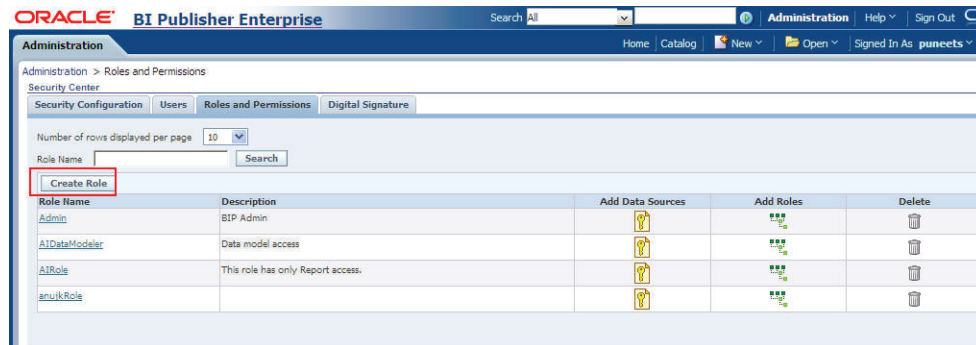 ORACLE BI Publisher Enterprise Search All Administration Help Sign Out
Administration Home Catalog New Open Signed In As puneets
Administration > Roles and Permissions
Security Center
Security Configuration Users Roles and Permissions Digital Signature
Number of rows displayed per page 10
Role Name Search
Create Role
Role Name Description Add Data Sources Add Roles Delete
Admin BIP Admin
AIDataModeler Data model access
AIRole This role has only Report access.
anujkRole